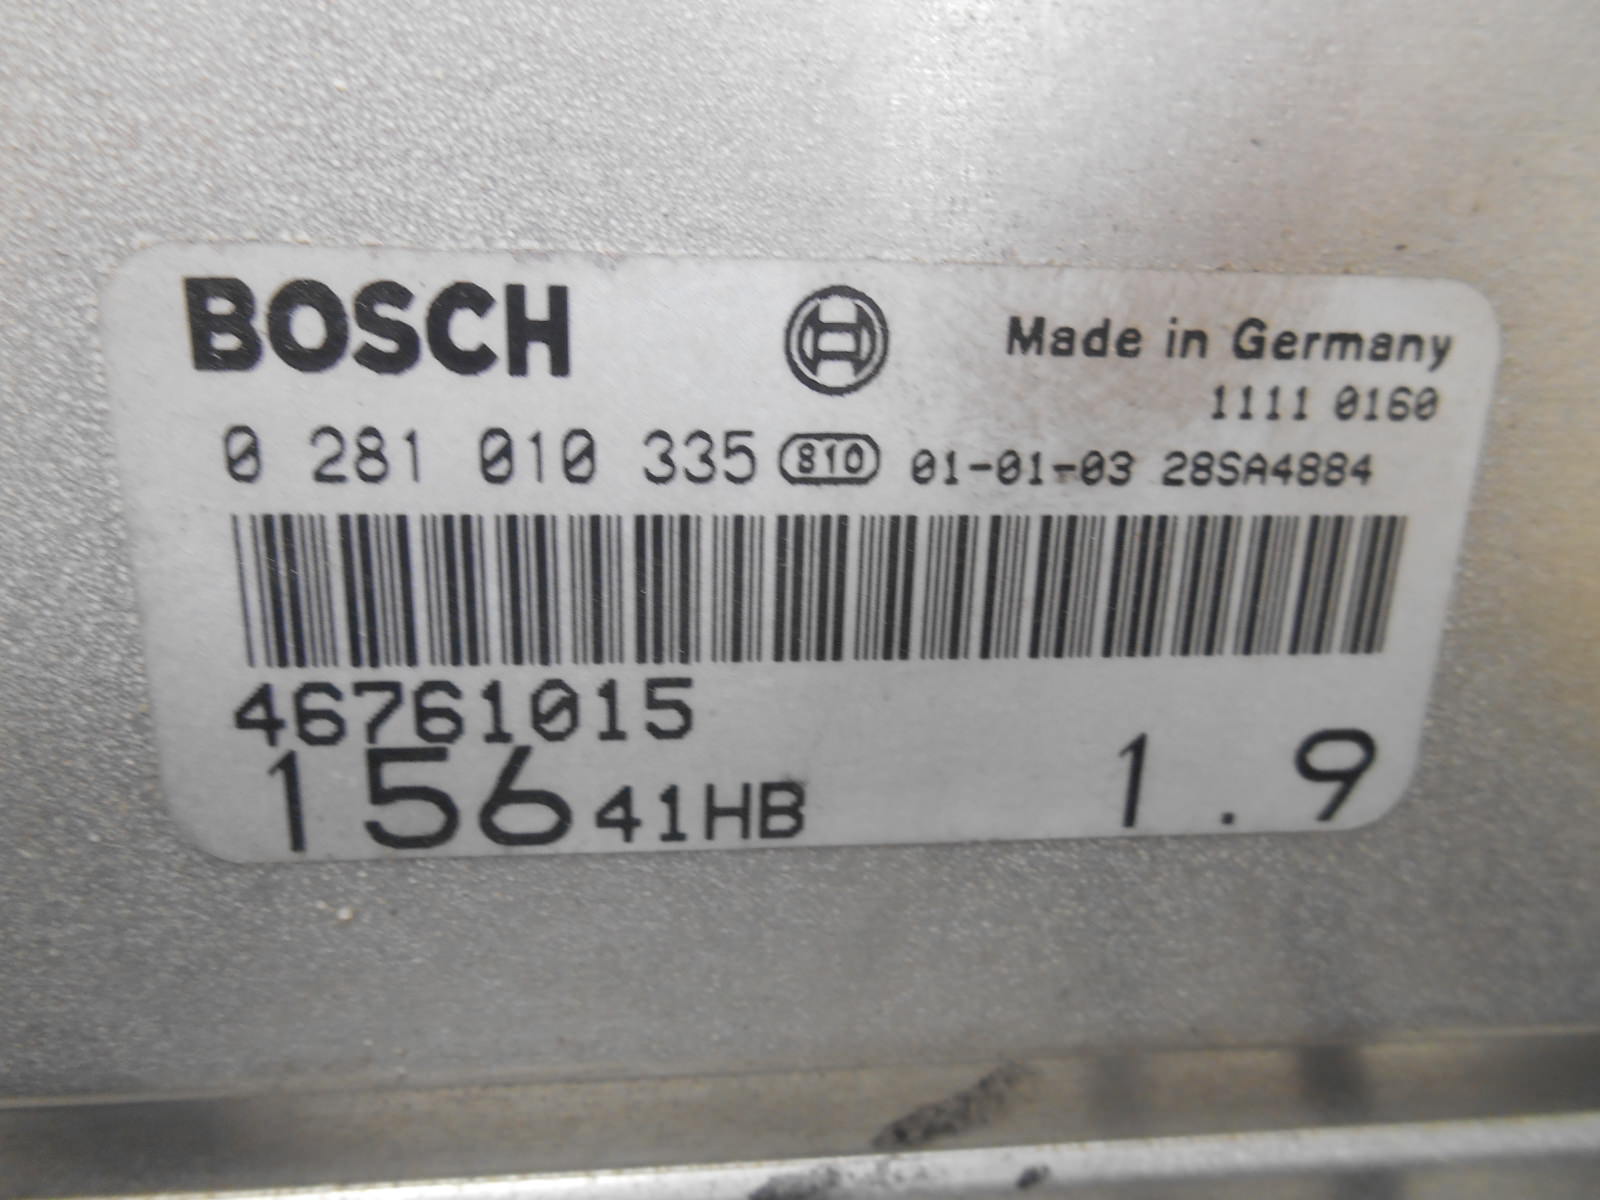 BOSCH
Made in Germany
1111 0160
0 281 010 335 810 01-01-03 28SA4884
46761015
156 41HB 1.9